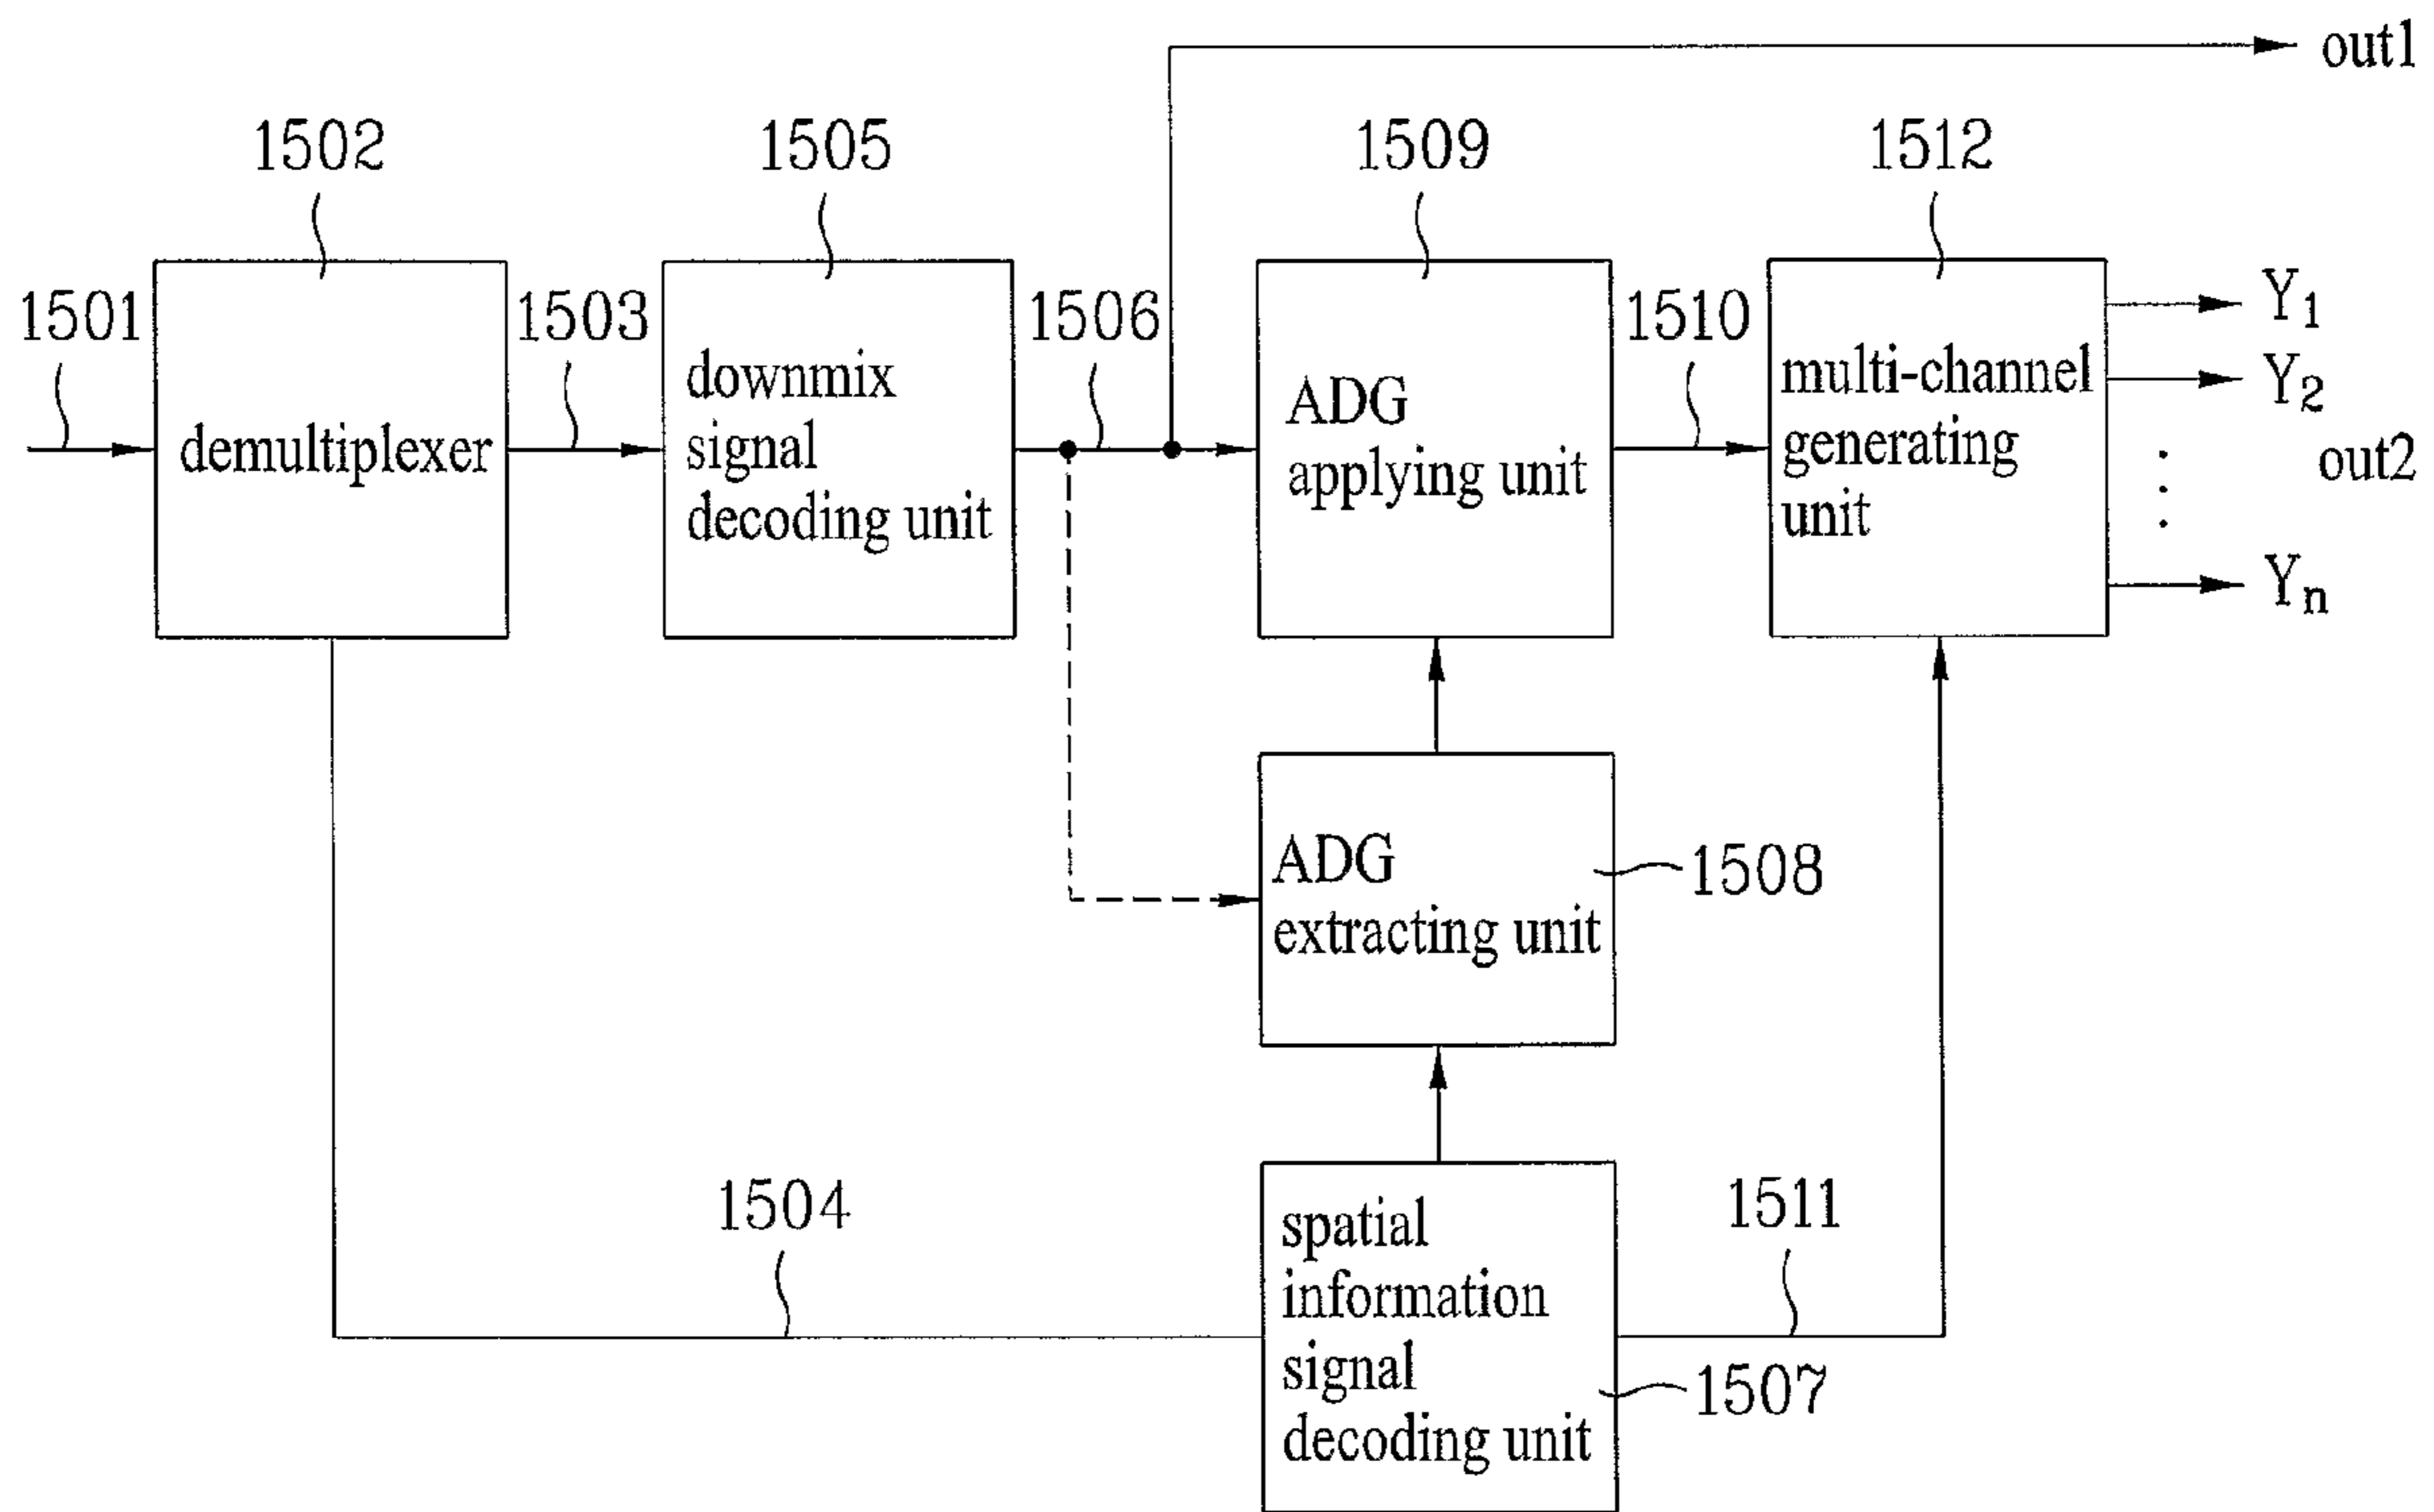 out1
1502
1505
1509
1512
1501
1503
1506
1510
demultiplexer
downmix
signal
decoding unit
ADG
applying unit
multi-channel
generating
unit
Y1
Y2
out2
Yn
ADG
extracting unit
1508
1504
spatial
information
signal
decoding unit
1511
1507